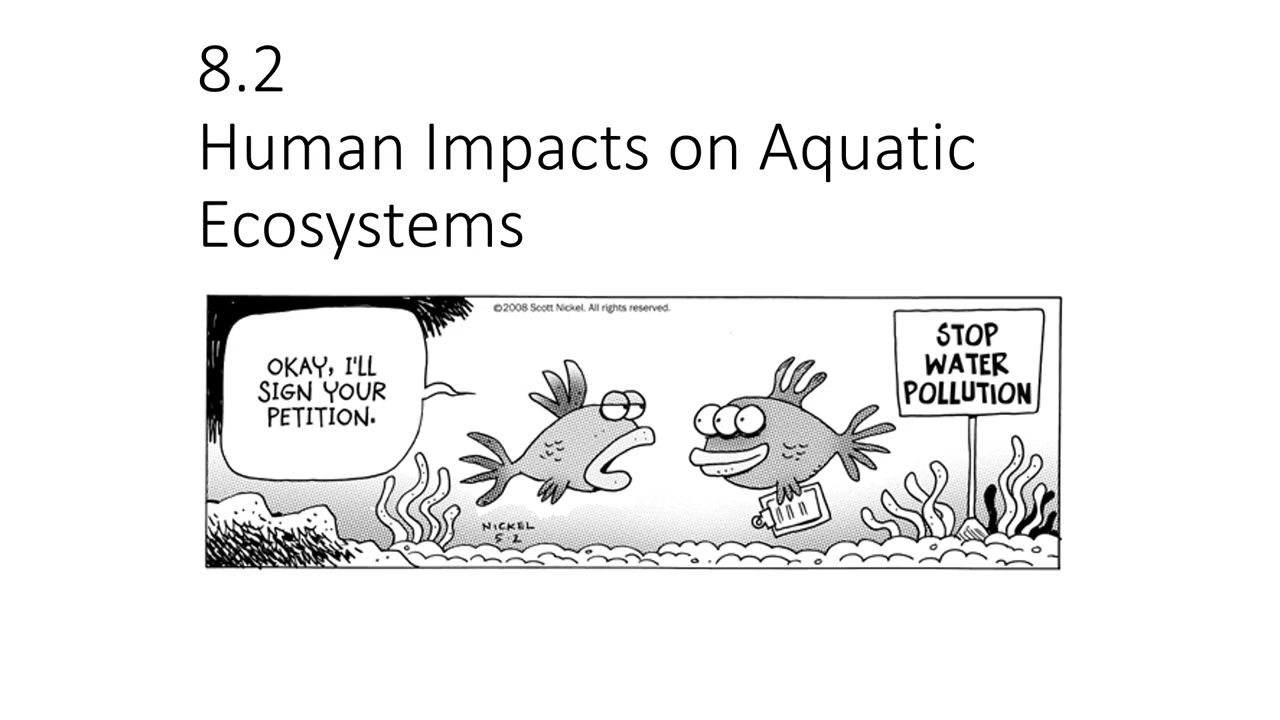 8.2
Human Impacts on Aquatic
Ecosystems
©2008 Scott Nickel. All rights reserved.
OKAY, I'LL
SIGN YOUR
PETITION.
STOP
WATER
POLLUTION
NICKEL
5 2